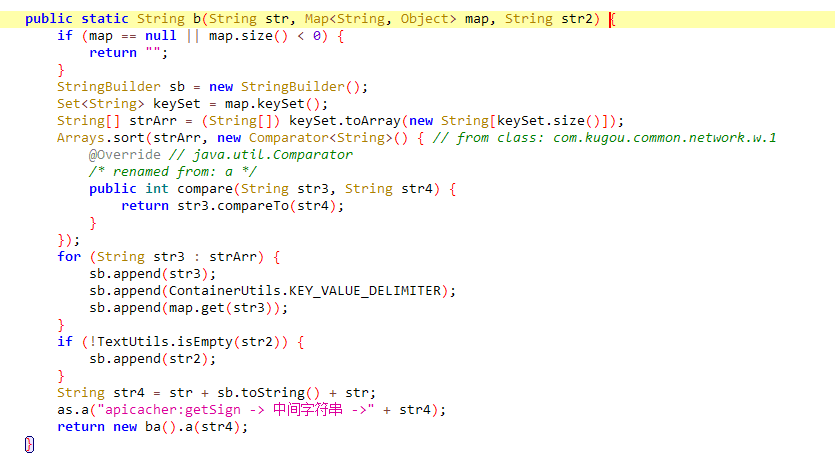 public static String b(String str, Map<String, Object> map, String str2) {
    if (map == null || map.size() < 0) {
        return "";
    }
    StringBuilder sb = new StringBuilder();
    Set<String> keySet = map.keySet();
    String[] strArr = (String[]) keySet.toArray(new String[keySet.size()]);
    Arrays.sort(strArr, new Comparator<String>() { // from class: com.kugou.common.network.w.1
        @Override // java.util.Comparator
        /* renamed from: a */
        public int compare(String str3, String str4) {
            return str3.compareTo(str4);
        }
    });
    for (String str3 : strArr) {
        sb.append(str3);
        sb.append(ContainerUtils.KEY_VALUE_DELIMITER);
        sb.append(map.get(str3));
    }
    if (!TextUtils.isEmpty(str2)) {
        sb.append(str2);
    }
    String str4 = str + sb.toString() + str;
    as.a("apicacher:getSign -> 中间字符串 ->" + str4);
    return new ba().a(str4);
}